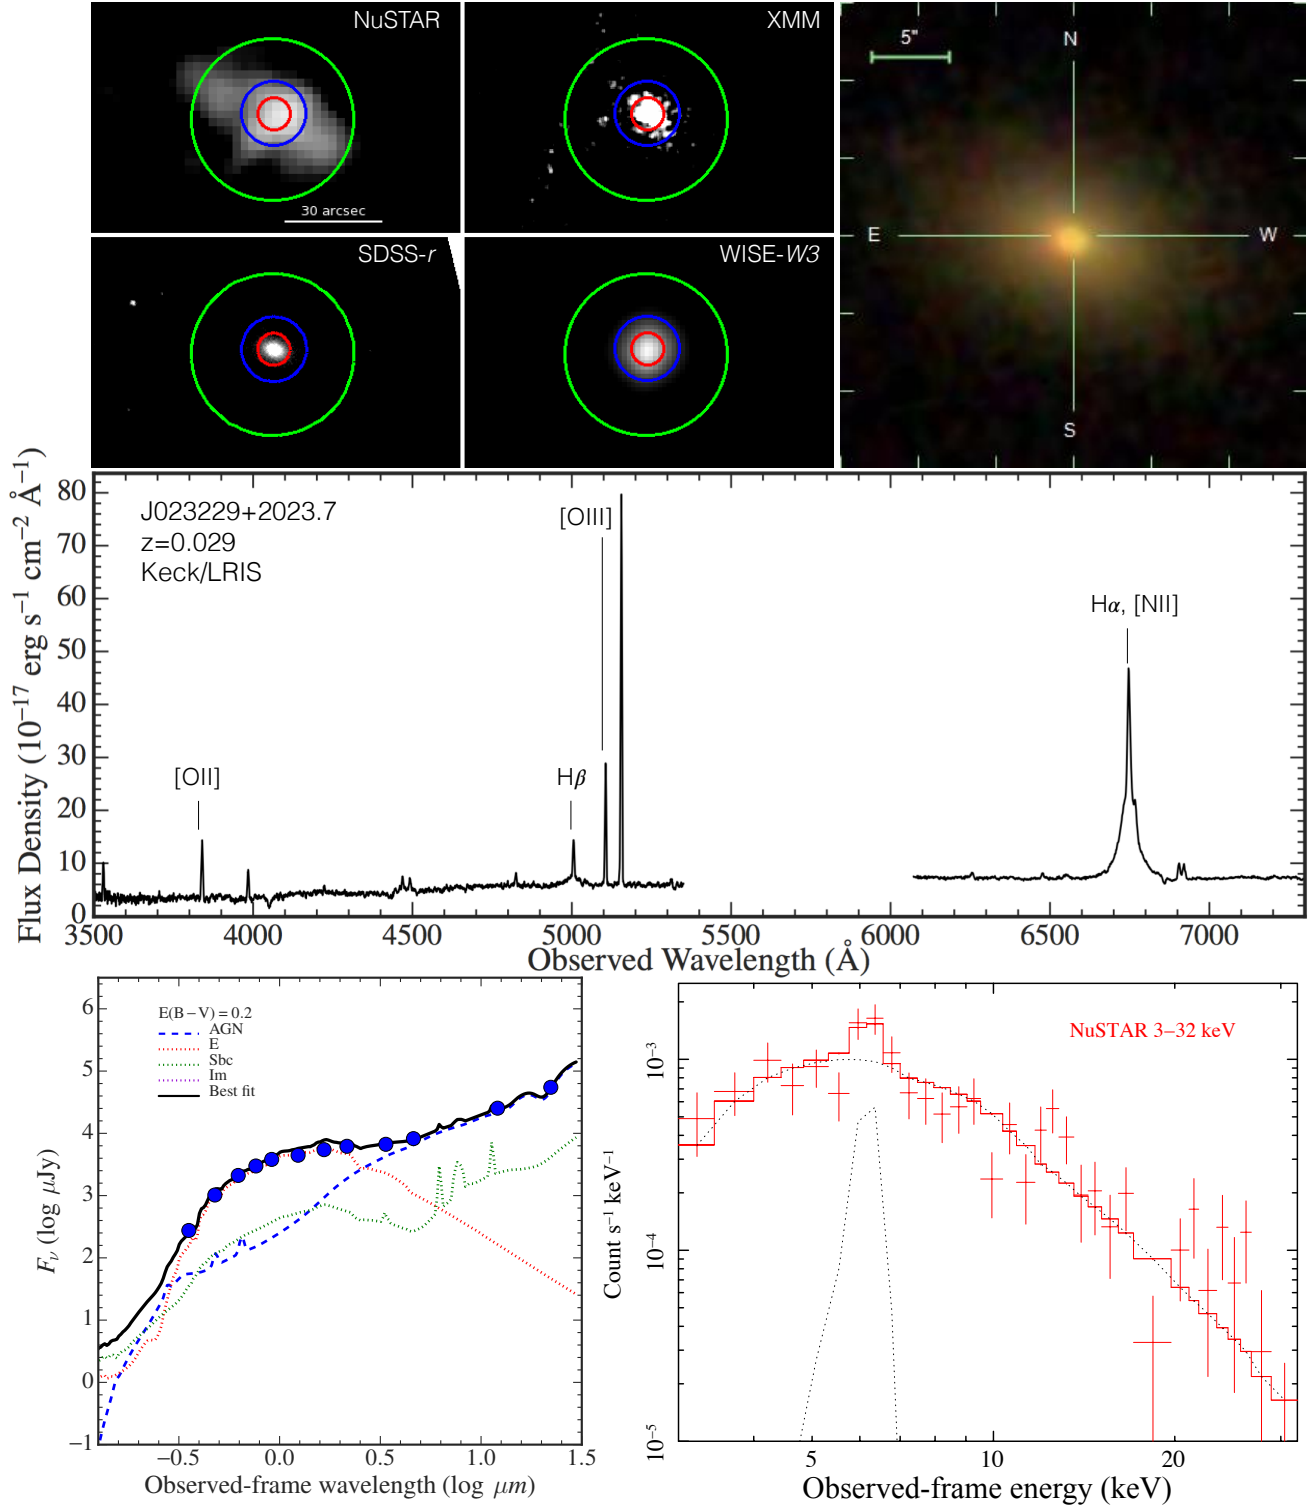 NuSTAR
30 arcsec
XMM
SDSS-r
WISE-W3
5"
N
E
W
S
J023229+2023.7
z=0.029
Keck/LRIS
[OII]
Hβ
[OIII]
Hα, [NII]
80
70
60
50
40
30
20
10
0
Flux Density (10⁻¹⁷ erg s⁻¹ cm⁻² Å⁻¹)
3500 4000 4500 5000 5500 6000 6500 7000
Observed Wavelength (Å)
E(B−V) = 0.2
AGN
E
Sbc
Im
Best fit
6
5
4
3
2
1
0
−1
F_ν (log μJy)
−0.5 0.0 0.5 1.0 1.5
Observed-frame wavelength (log μm)
NuSTAR 3–32 keV
10⁻³
10⁻⁴
10⁻⁵
Count s⁻¹ keV⁻¹
5 10 20
Observed-frame energy (keV)